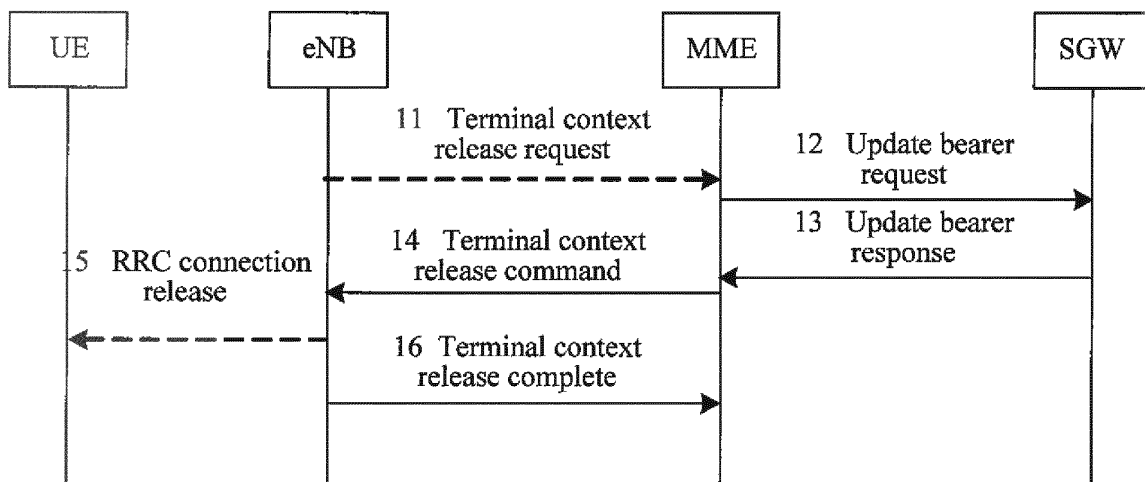 UE eNB MME SGW
11 Terminal context
release request
12 Update bearer
request
13 Update bearer
response
14 Terminal context
release command
15 RRC connection
release
16 Terminal context
release complete